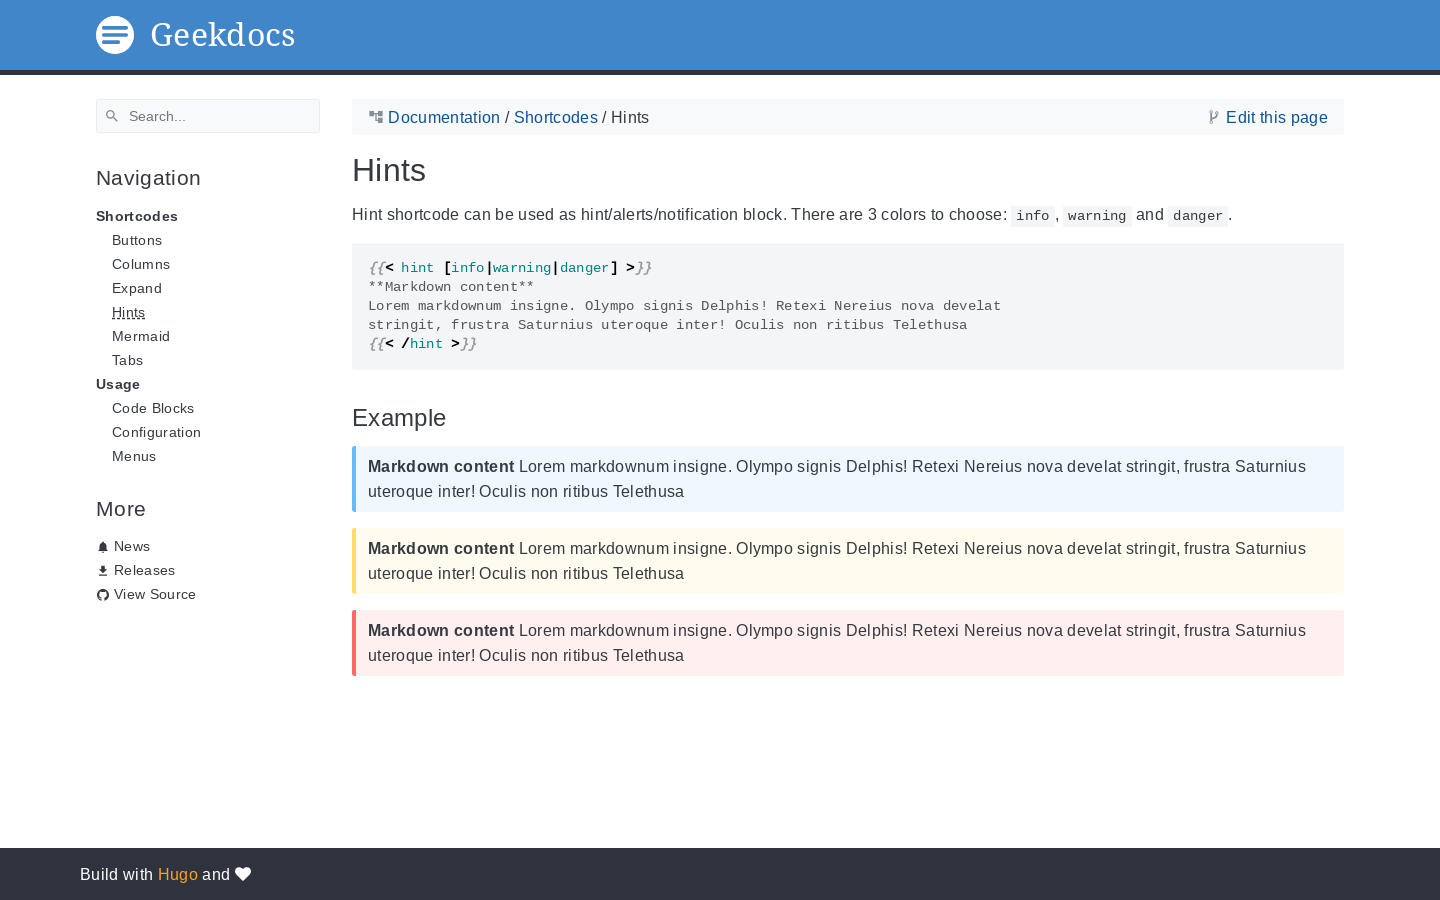 Geekdocs
Search...
Navigation
Shortcodes
Buttons
Columns
Expand
Hints
Mermaid
Tabs
Usage
Code Blocks
Configuration
Menus
More
News
Releases
View Source
Documentation / Shortcodes / Hints
Edit this page
Hints
Hint shortcode can be used as hint/alerts/notification block. There are 3 colors to choose: info, warning and danger.
{{< hint [info|warning|danger] >}}
**Markdown content**
Lorem markdownum insigne. Olympo signis Delphis! Retexi Nereius nova develat
stringit, frustra Saturnius uteroque inter! Oculis non ritibus Telethusa
{{< /hint >}}
Example
Markdown content Lorem markdownum insigne. Olympo signis Delphis! Retexi Nereius nova develat stringit, frustra Saturnius
uteroque inter! Oculis non ritibus Telethusa
Markdown content Lorem markdownum insigne. Olympo signis Delphis! Retexi Nereius nova develat stringit, frustra Saturnius
uteroque inter! Oculis non ritibus Telethusa
Markdown content Lorem markdownum insigne. Olympo signis Delphis! Retexi Nereius nova develat stringit, frustra Saturnius
uteroque inter! Oculis non ritibus Telethusa
Build with Hugo and